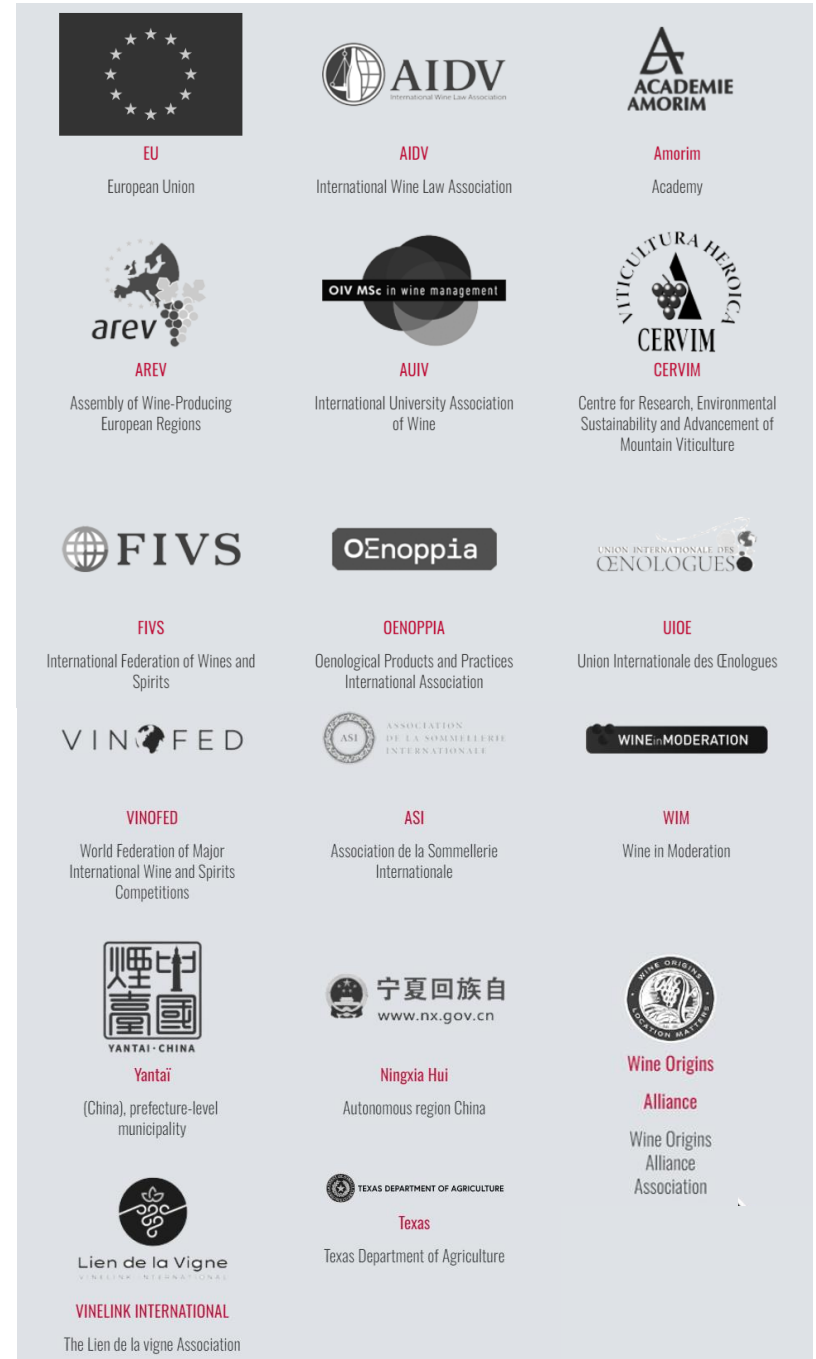 AIDV
International Wine Law Association
ACADEMIE
AMORIM
EU
AIDV
Amorim
European Union
International Wine Law Association
Academy
arev
OIV MSc in wine management
VITICULTURA HEROICA
CERVIM
AREV
AUIV
CERVIM
Assembly of Wine-Producing
European Regions
International University Association
of Wine
Centre for Research, Environmental
Sustainability and Advancement of
Mountain Viticulture
FIVS
OEnoppia
UNION INTERNATIONALE DES
ŒNOLOGUES
FIVS
OENOPPIA
UIOE
International Federation of Wines and
Spirits
Oenological Products and Practices
International Association
Union Internationale des Œnologues
VINOFED
ASI
ASSOCIATION
DE LA SOMMELLERIE
INTERNATIONALE
WINEinMODERATION
VINOFED
ASI
WIM
World Federation of Major
International Wine and Spirits
Competitions
Association de la Sommellerie
Internationale
Wine in Moderation
煙中
臺國
YANTAI·CHINA
宁夏回族自
www.nx.gov.cn
WINE ORIGINS
LOCATION MATTERS
Yantaï
Ningxia Hui
Wine Origins
Alliance
(China), prefecture-level
municipality
Autonomous region China
Wine Origins
Alliance
Association
Lien de la Vigne
VINELINK INTERNATIONAL
TEXAS DEPARTMENT OF AGRICULTURE
Texas
Texas Department of Agriculture
VINELINK INTERNATIONAL
The Lien de la vigne Association